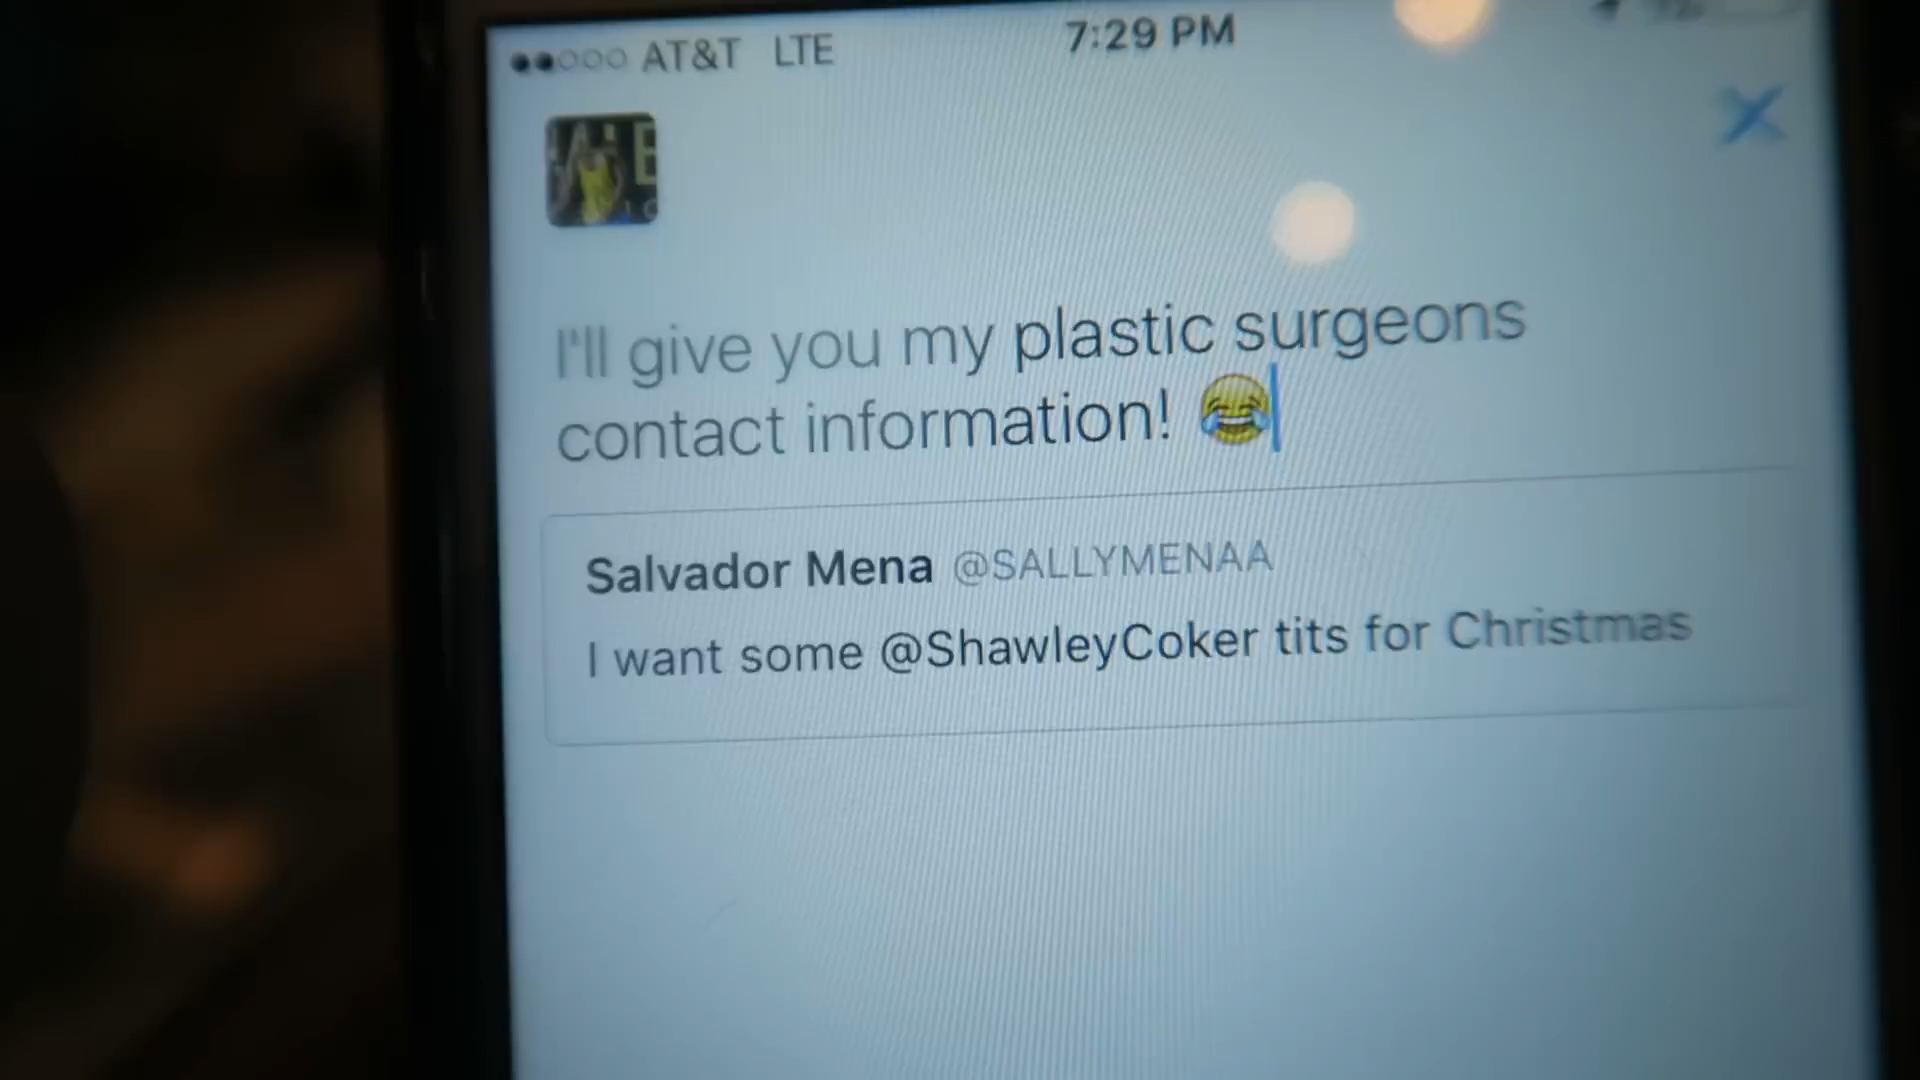 AT&T LTE 7:29 PM
I'll give you my plastic surgeons
contact information! 😂
Salvador Mena @SALLYMENAA
I want some @ShawleyCoker tits for Christmas